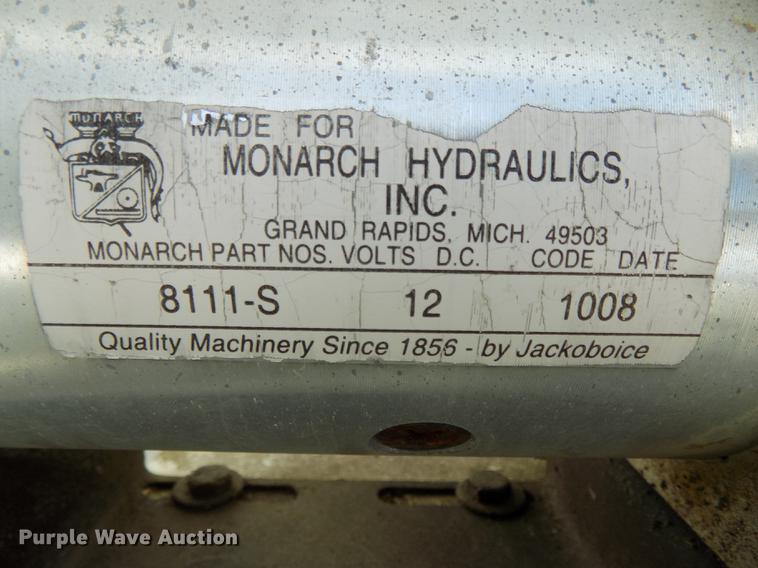 MONARCH
MADE FOR
MONARCH HYDRAULICS,
INC.
GRAND RAPIDS, MICH. 49503
MONARCH PART NOS. VOLTS D.C. CODE DATE
8111-S 12 1008
Quality Machinery Since 1856 - by Jackoboice
Purple Wave Auction